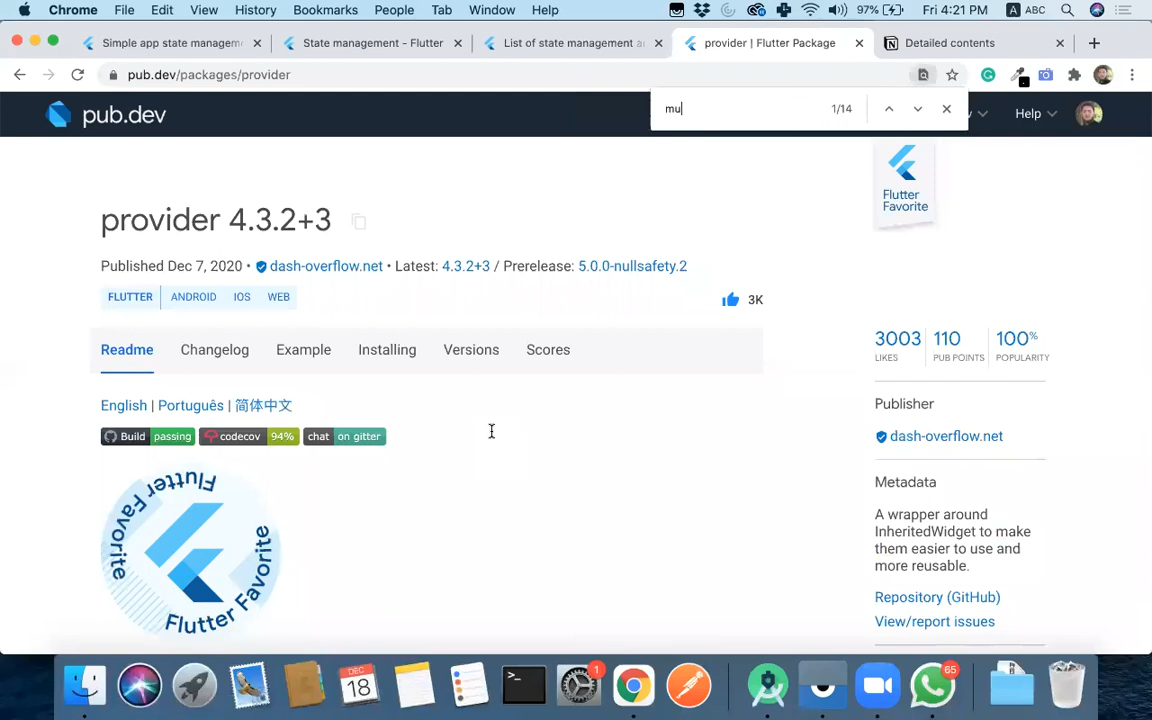 Chrome File Edit View History Bookmarks People Tab Window Help 97% Fri 4:21 PM A ABC
Simple app state managem
State management - Flutter
List of state management a
provider | Flutter Package
Detailed contents
pub.dev/packages/provider
mu 1/14
pub.dev
Help
Flutter
Favorite
provider 4.3.2+3
Published Dec 7, 2020 • dash-overflow.net • Latest: 4.3.2+3 / Prerelease: 5.0.0-nullsafety.2
FLUTTER ANDROID IOS WEB
3K
3003 110 100%
LIKES PUB POINTS POPULARITY
Readme Changelog Example Installing Versions Scores
English | Português | 简体中文
Build passing codecov 94% chat on gitter
Flutter Favorite
Flutter Favorite
Publisher
dash-overflow.net
Metadata
A wrapper around
InheritedWidget to make
them easier to use and
more reusable.
Repository (GitHub)
View/report issues
DEC
18
>_
1
65